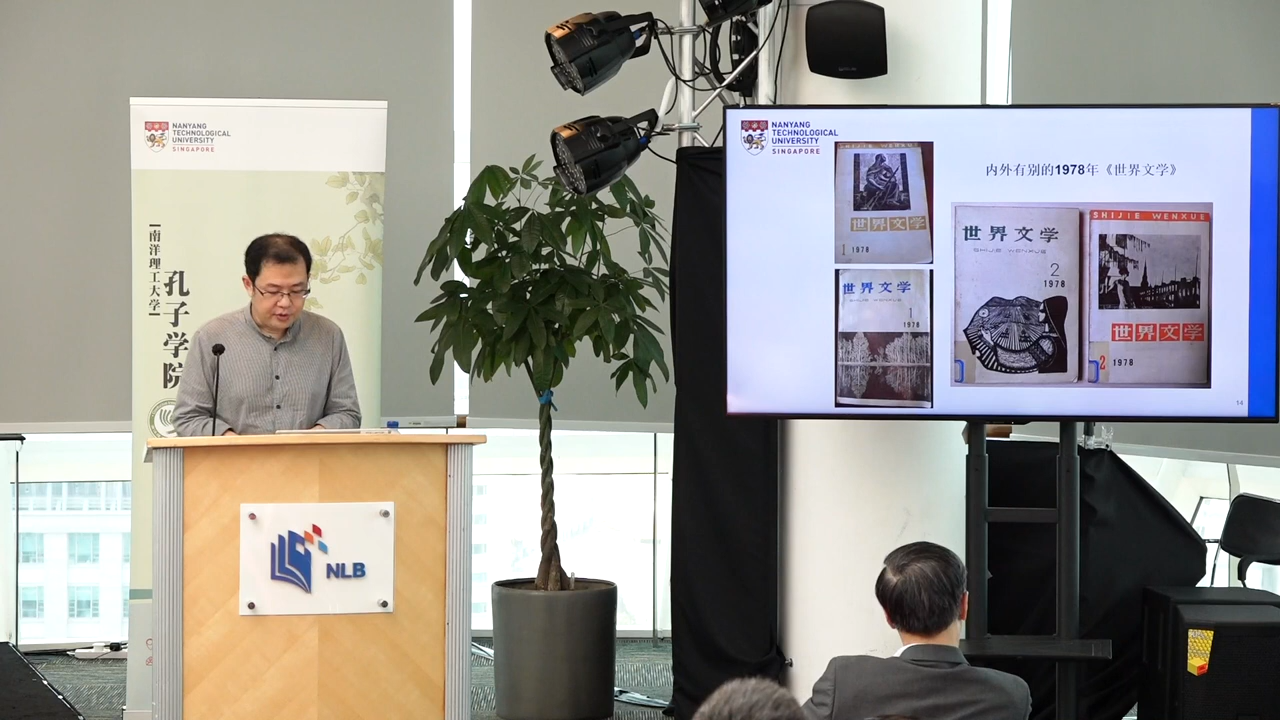 NANYANG
TECHNOLOGICAL
UNIVERSITY
SINGAPORE
南洋理工大学
孔子学院
NLB
NANYANG
TECHNOLOGICAL
UNIVERSITY
SINGAPORE
内外有别的1978年《世界文学》
世界文学
1 1978
世界文学
SHIJIE WENXUE
1
1978
世界文学
SHIJIE WENXUE
2
1978
SHIJIE WENXUE
世界文学
2 1978
14